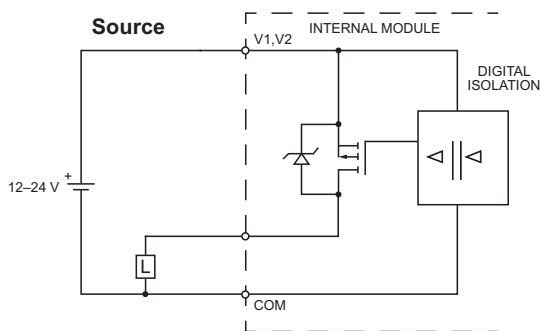 Source
INTERNAL MODULE
V1,V2
DIGITAL
ISOLATION
+
12–24 V
L
COM